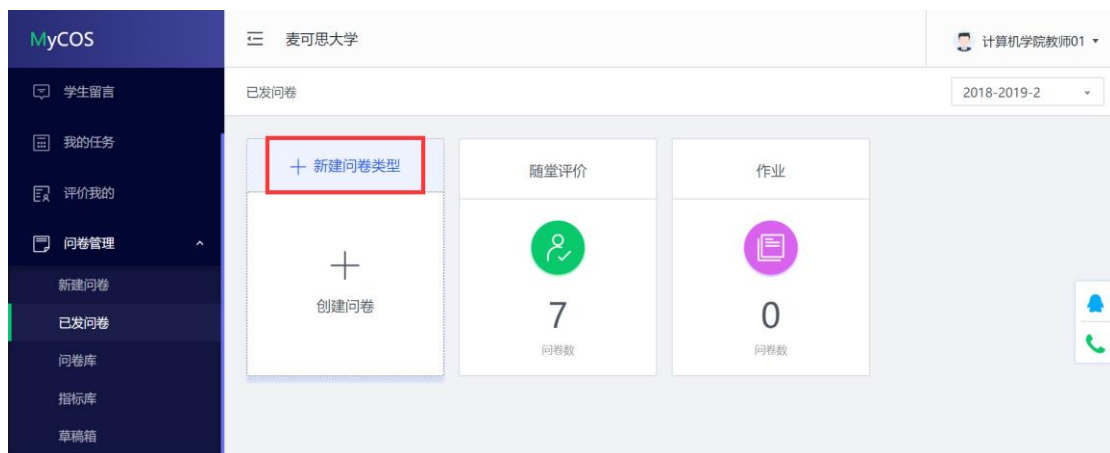 MyCOS
麦可思大学
计算机学院教师01
学生留言
已发问卷
2018-2019-2
我的任务
新建问卷类型
随堂评价
作业
评价我的
问卷管理
新建问卷
创建问卷
7
0
已发问卷
问卷数
问卷数
问卷库
指标库
草稿箱